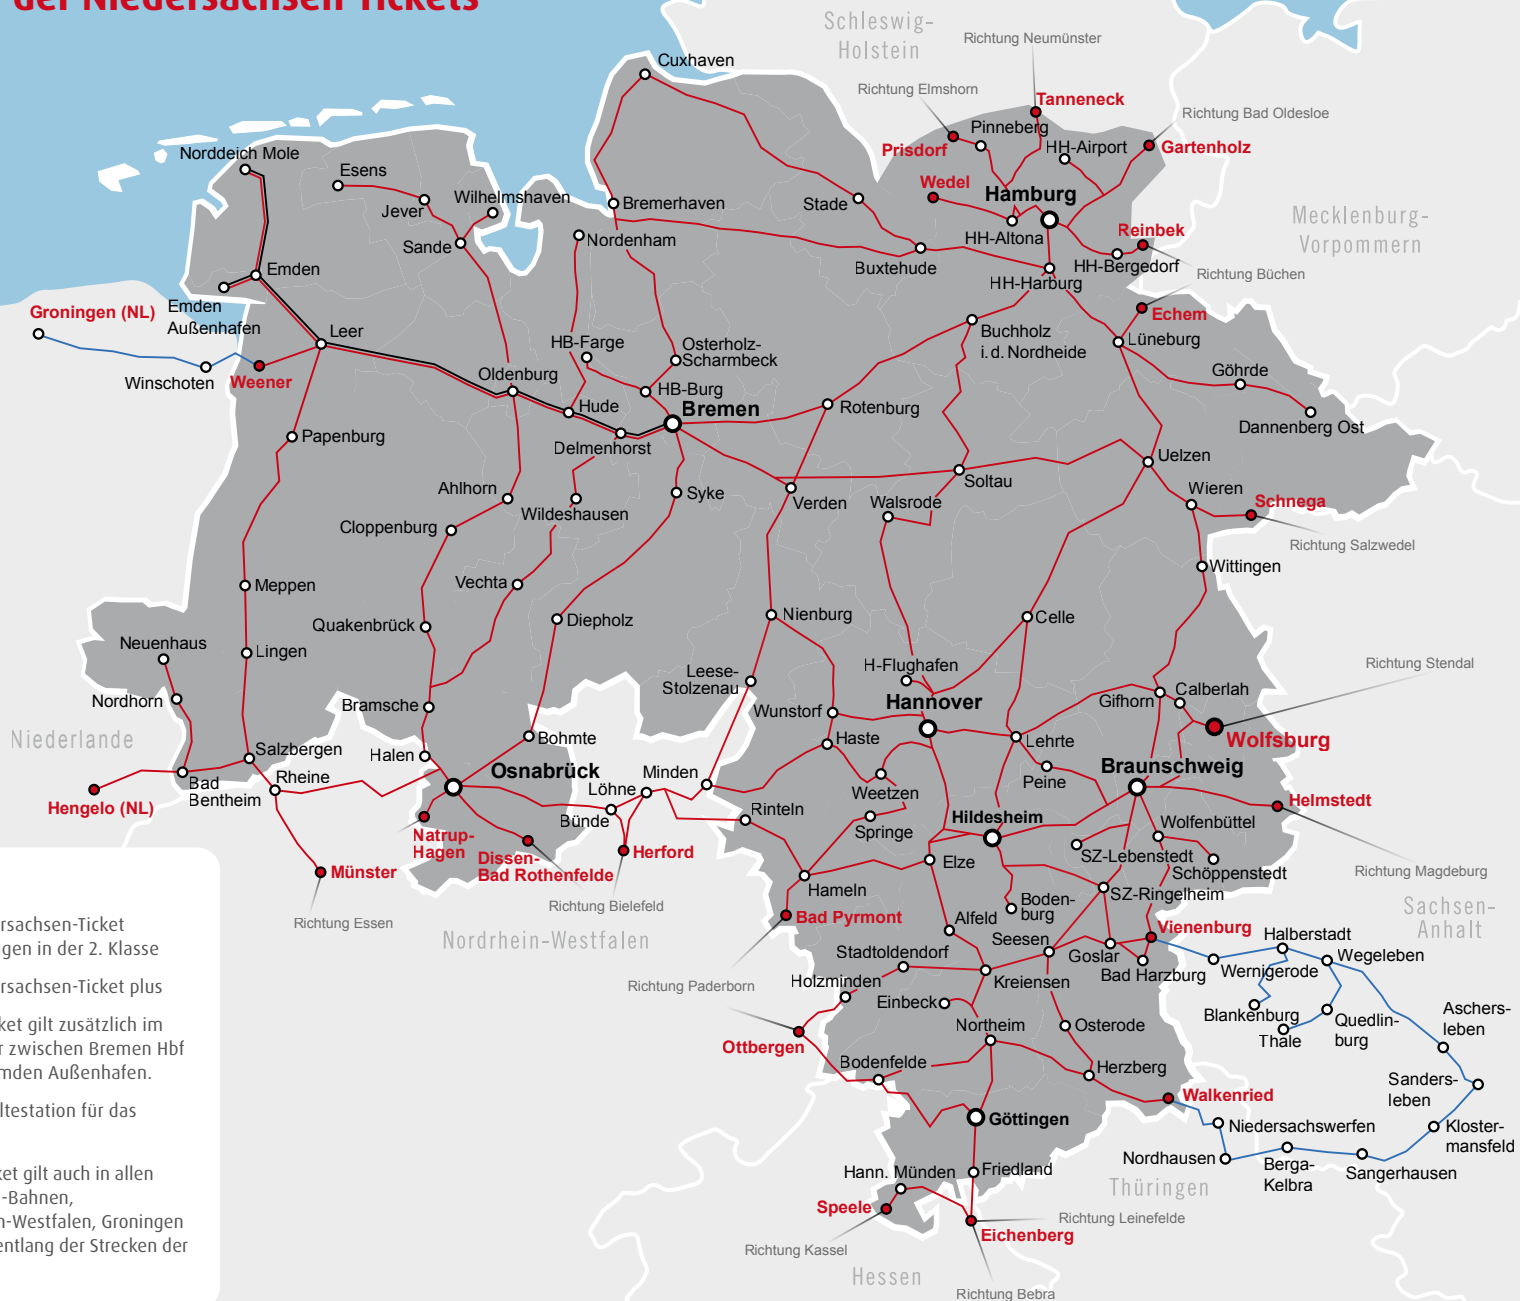 der Niedersachsen-Tickets
Schleswig-
Holstein
Richtung Neumünster
Cuxhaven
Richtung Elmshorn
Tanneneck
Richtung Bad Oldesloe
Pinneberg
Prisdorf
HH-Airport
Gartenholz
Norddeich Mole
Esens
Wedel
Hamburg
Jever
Wilhelmshaven
Bremerhaven
Stade
Mecklenburg-
Vorpommern
Sande
Nordenham
HH-Altona
Reinbek
Buxtehude
HH-Bergedorf
Emden
HH-Harburg
Richtung Büchen
Emden
Außenhafen
Groningen (NL)
Echem
Leer
HB-Farge
Osterholz-
Scharmbeck
Buchholz
i. d. Nordheide
Lüneburg
Winschoten
Weener
Oldenburg
Göhrde
HB-Burg
Hude
Bremen
Rotenburg
Dannenberg Ost
Papenburg
Delmenhorst
Uelzen
Ahlhorn
Syke
Soltau
Wieren
Wildeshausen
Verden
Walsrode
Schnega
Cloppenburg
Richtung Salzwedel
Wittingen
Meppen
Vechta
Quakenbrück
Diepholz
Nienburg
Celle
Neuenhaus
Lingen
H-Flughafen
Richtung Stendal
Leese-
Stolzenau
Nordhorn
Bramsche
Wunstorf
Hannover
Gifhorn
Calberlah
Niederlande
Salzbergen
Halen
Bohmte
Haste
Lehrte
Wolfsburg
Bad
Bentheim
Rheine
Osnabrück
Löhne
Minden
Weetzen
Peine
Braunschweig
Hengelo (NL)
Bünde
Rinteln
Springe
Hildesheim
Wolfenbüttel
Helmstedt
Natrup-
Hagen
Dissen-
Bad Rothenfelde
Herford
Elze
SZ-Lebenstedt
Schöppenstedt
Münster
Hameln
SZ-Ringelheim
Richtung Magdeburg
Richtung Essen
Richtung Bielefeld
Bad Pyrmont
Boden-
burg
Sachsen-
Anhalt
Nordrhein-Westfalen
Alfeld
Seesen
Vienenburg
Goslar
Halberstadt
Stadtoldendorf
Bad Harzburg
Wernigerode
Wegeleben
Richtung Paderborn
Holzminden
Kreiensen
Einbeck
Blankenburg
Quedlin-
burg
Aschers-
leben
Thale
Northeim
Osterode
Ottbergen
Bodenfelde
Herzberg
Sanders-
leben
Walkenried
Göttingen
Niedersachswerfen
Kloster-
mansfeld
Nordhausen
Berga-
Kelbra
Sangerhausen
Hann. Münden
Friedland
Thüringen
Speele
Richtung Leinefelde
Eichenberg
Richtung Kassel
Hessen
Richtung Bebra
ersachsen-Ticket
gen in der 2. Klasse
ersachsen-Ticket plus
ket gilt zusätzlich im
r zwischen Bremen Hbf
mden Außenhafen.
ltestation für das
ket gilt auch in allen
-Bahnen,
n-Westfalen, Groningen
entlang der Strecken der